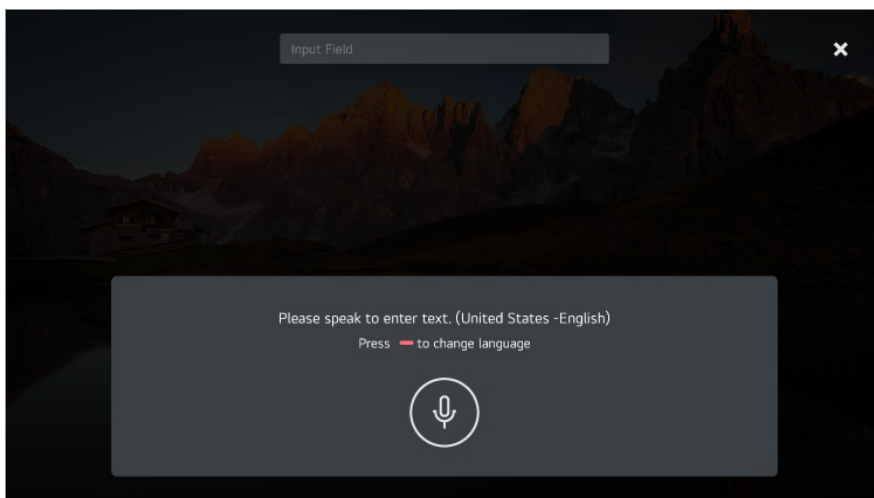 Input Field
Please speak to enter text. (United States -English)
Press to change language